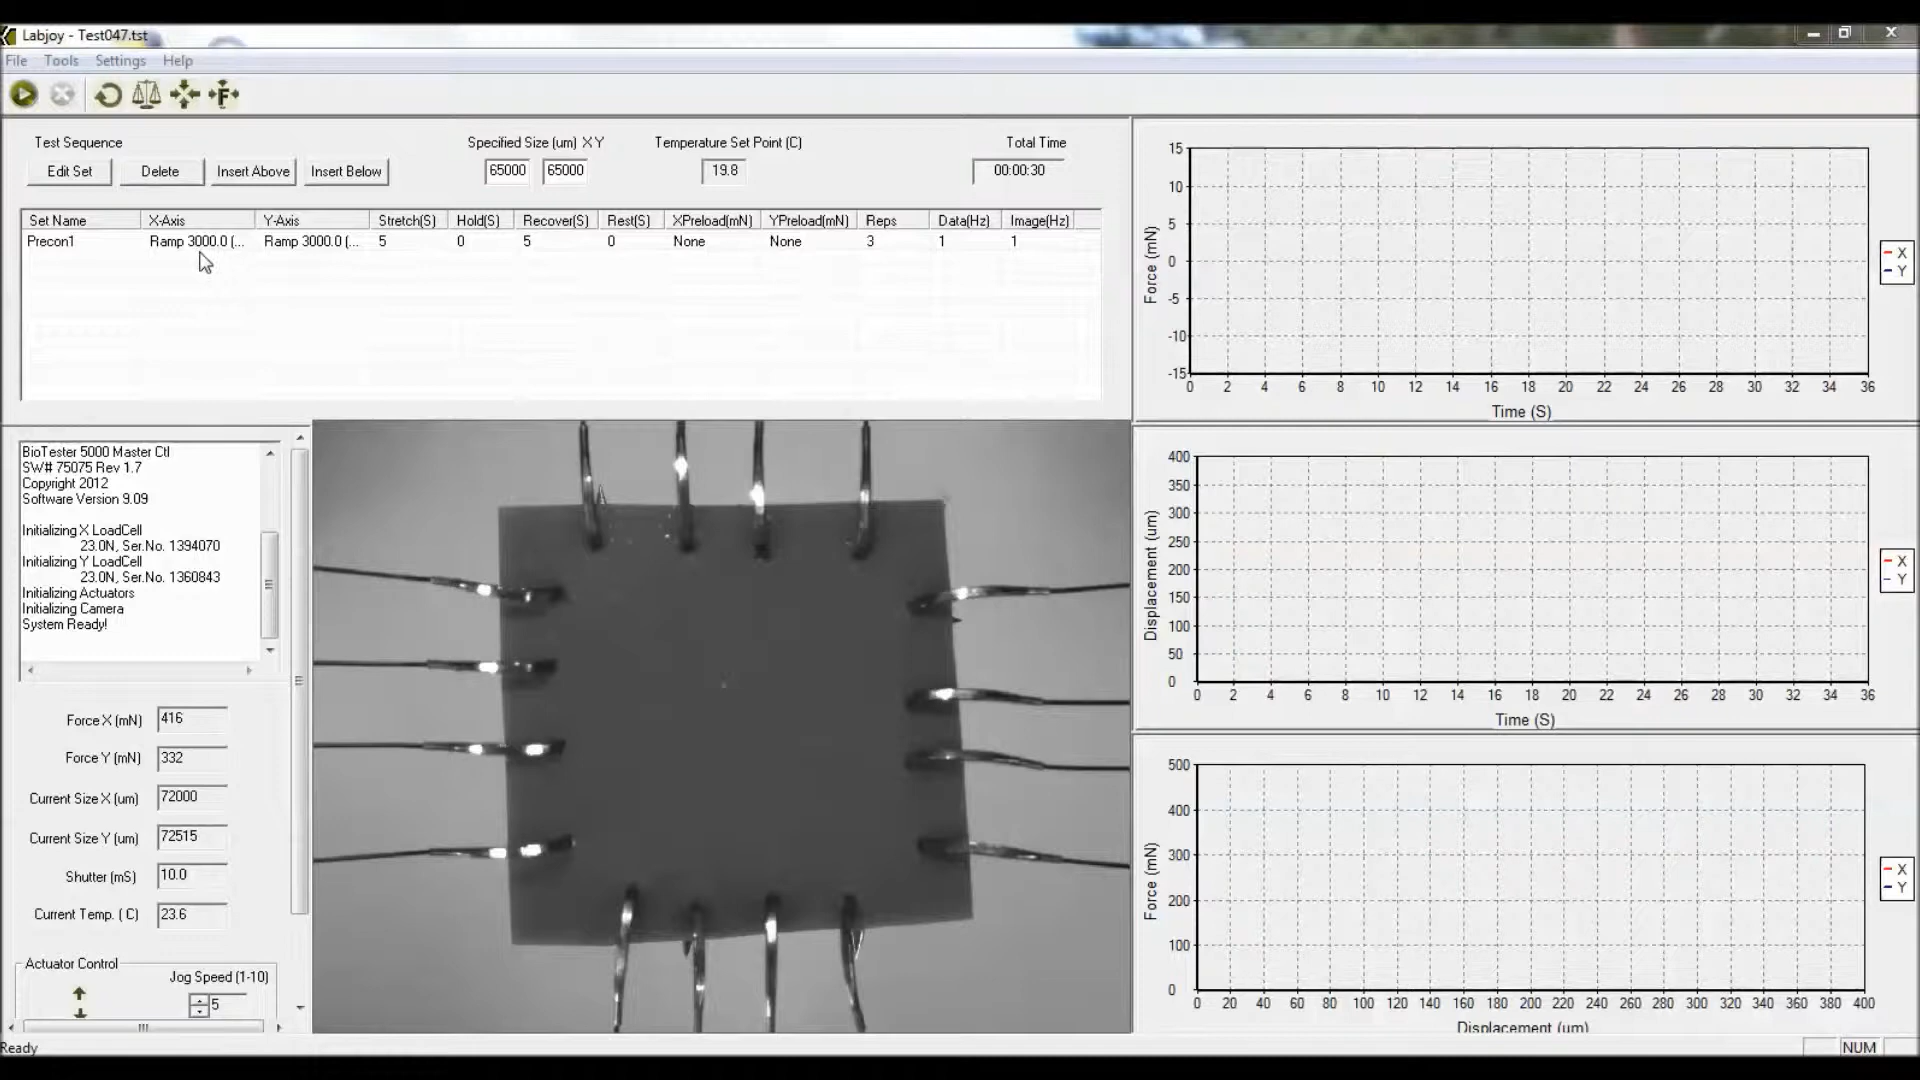 Labjoy - Test047.tst
File Tools Settings Help
F
Test Sequence
Specified Size (um) X Y
Temperature Set Point (C)
Total Time
Edit Set Delete Insert Above Insert Below
65000 65000
19.8
00:00:30
Set Name X-Axis Y-Axis Stretch(S) Hold(S) Recover(S) Rest(S) XPreload(mN) YPreload(mN) Reps Data(Hz) Image(Hz)
Precon1 Ramp 3000.0 (... Ramp 3000.0 (... 5 0 5 0 None None 3 1 1
BioTester 5000 Master Ctl
SW# 75075 Rev 1.7
Copyright 2012
Software Version 9.09
Initializing X LoadCell
23.0N, Ser.No. 1394070
Initializing Y LoadCell
23.0N, Ser.No. 1360843
Initializing Actuators
Initializing Camera
System Ready!
Force X (mN) 416
Force Y (mN) 332
Current Size X (um) 72000
Current Size Y (um) 72515
Shutter (mS) 10.0
Current Temp. ( C) 23.6
Actuator Control
Jog Speed (1-10)
5
15
10
5
0
-5
-10
-15
Force (mN)
0 2 4 6 8 10 12 14 16 18 20 22 24 26 28 30 32 34 36
Time (S)
X
Y
400
350
300
250
200
150
100
50
0
Displacement (um)
0 2 4 6 8 10 12 14 16 18 20 22 24 26 28 30 32 34 36
Time (S)
X
Y
500
400
300
200
100
0
Force (mN)
0 20 40 60 80 100 120 140 160 180 200 220 240 260 280 300 320 340 360 380 400
Displacement (um)
X
Y
Ready
NUM